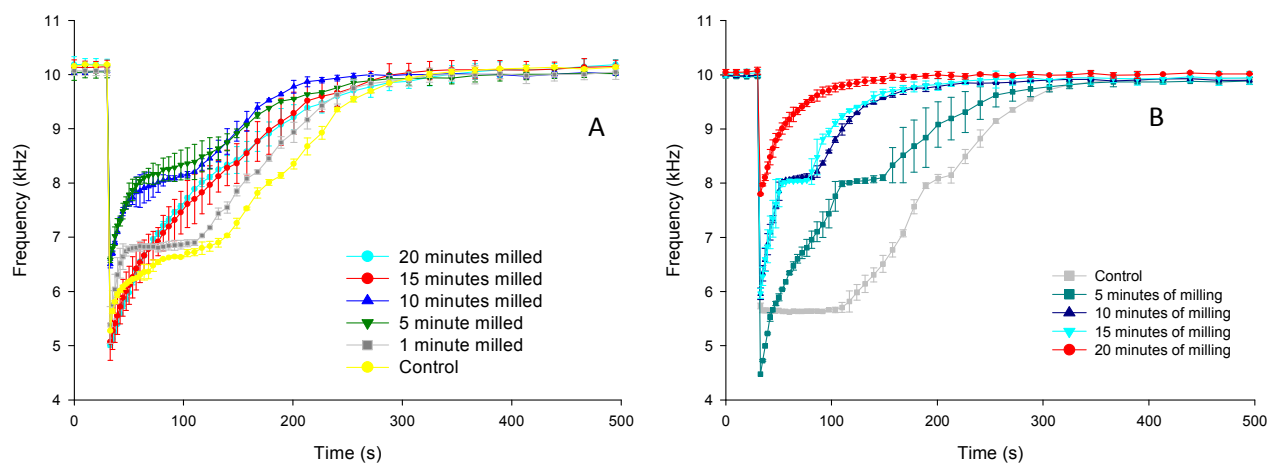 11
10
9
8
7
6
5
4
Frequency (kHz)
A
20 minutes milled
15 minutes milled
10 minutes milled
5 minute milled
1 minute milled
Control
0 100 200 300 400 500
Time (s)
11
10
9
8
7
6
5
4
Frequency (kHz)
B
Control
5 minutes of milling
10 minutes of milling
15 minutes of milling
20 minutes of milling
0 100 200 300 400 500
Time (s)